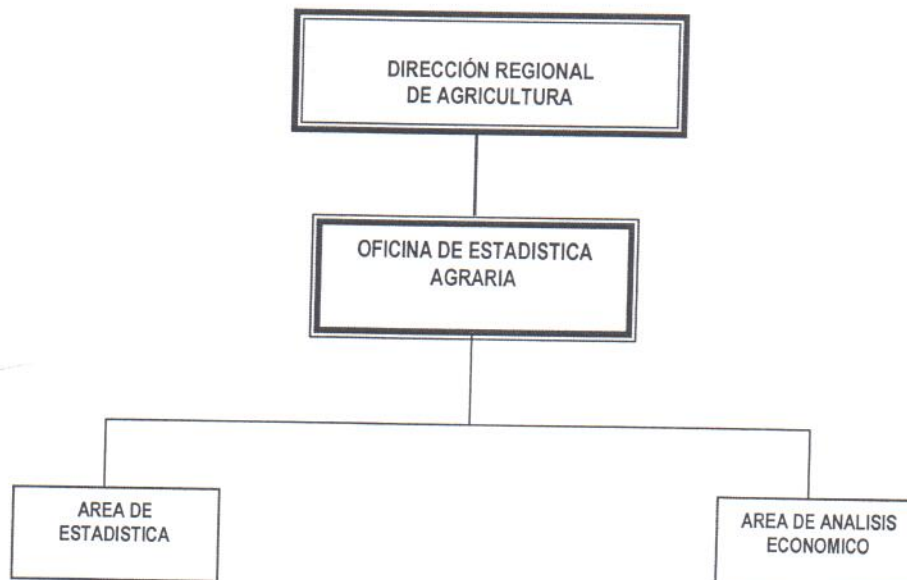 DIRECCIÓN REGIONAL
DE AGRICULTURA
OFICINA DE ESTADISTICA
AGRARIA
AREA DE
ESTADISTICA
AREA DE ANALISIS
ECONOMICO